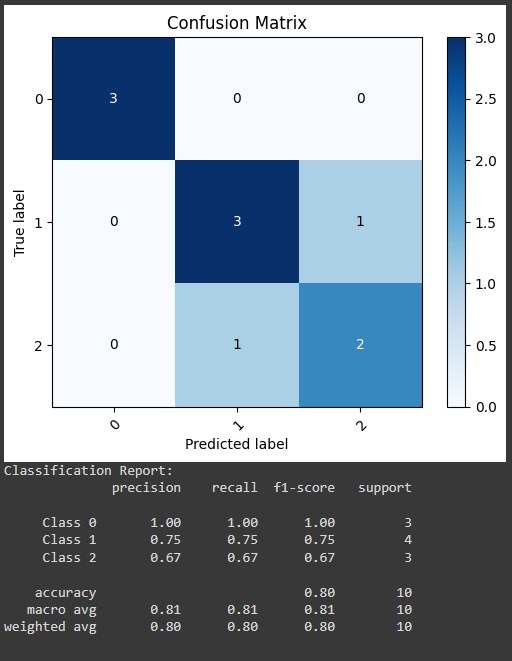 Confusion Matrix
3 0 0
0 3 1
0 1 2
0
1
2
True label
0 1 2
Predicted label
3.0
2.5
2.0
1.5
1.0
0.5
0.0
Classification Report:
precision recall f1-score support
Class 0 1.00 1.00 1.00 3
Class 1 0.75 0.75 0.75 4
Class 2 0.67 0.67 0.67 3
accuracy 0.80 10
macro avg 0.81 0.81 0.81 10
weighted avg 0.80 0.80 0.80 10